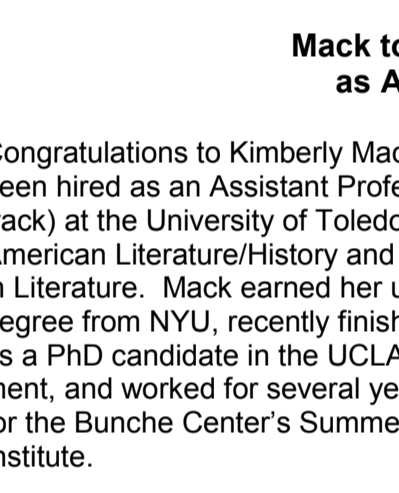 Mack to
as A
Congratulations to Kimberly Mac
een hired as an Assistant Profe
rack) at the University of Toledo
American Literature/History and
n Literature. Mack earned her u
egree from NYU, recently finish
s a PhD candidate in the UCLA
ment, and worked for several ye
or the Bunche Center's Summe
nstitute.